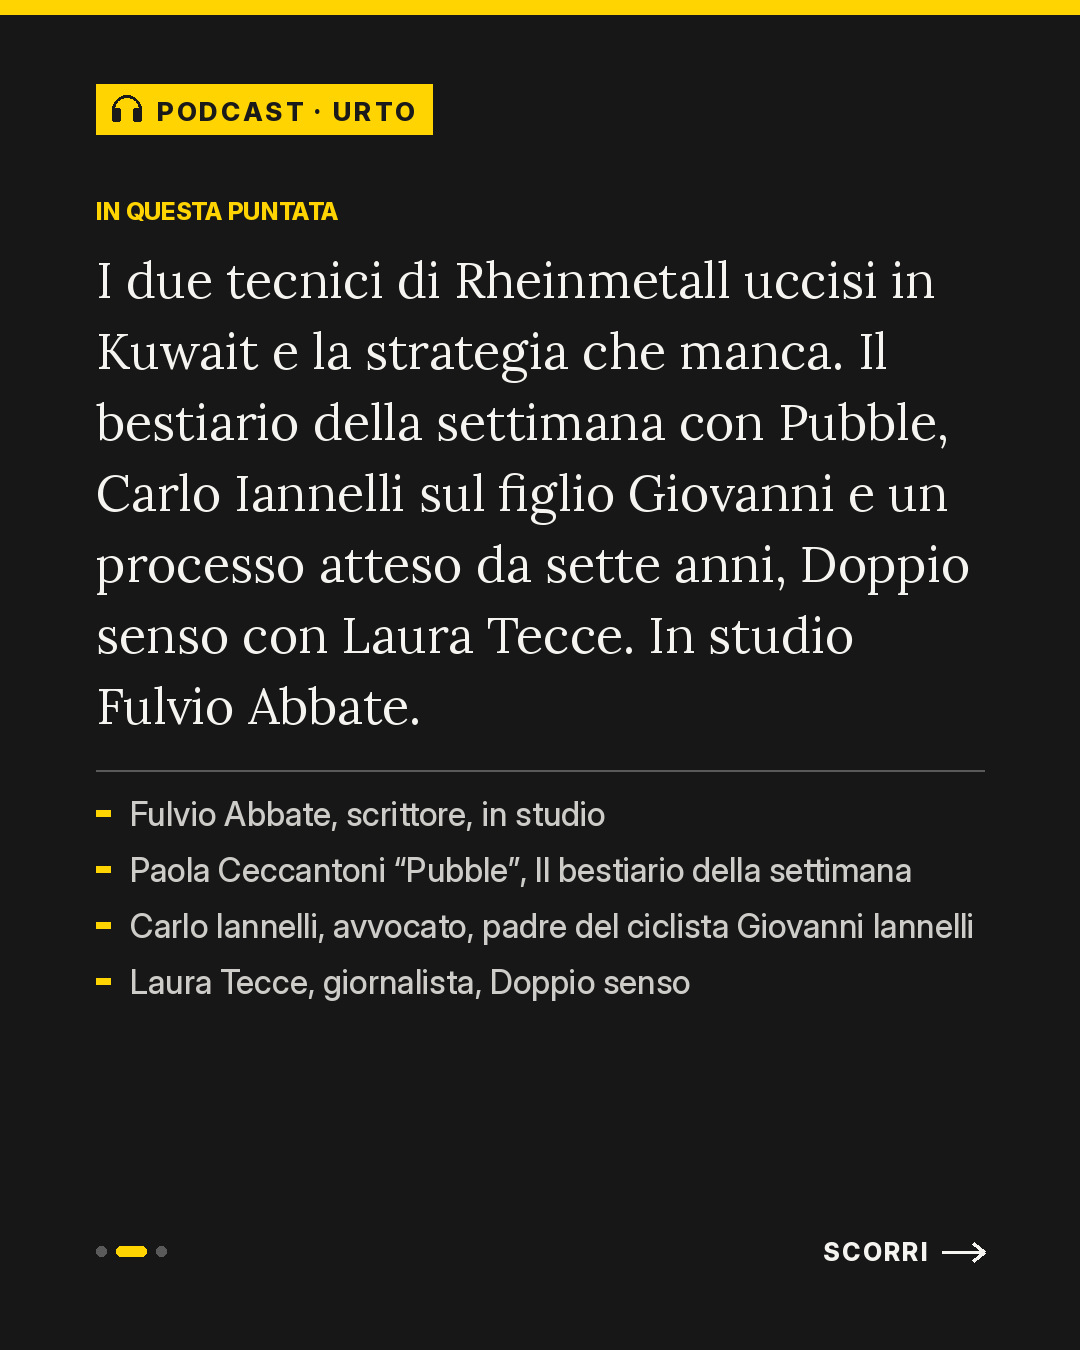 PODCAST · URTO
IN QUESTA PUNTATA
I due tecnici di Rheinmetall uccisi in
Kuwait e la strategia che manca. Il
bestiario della settimana con Pubble,
Carlo Iannelli sul figlio Giovanni e un
processo atteso da sette anni, Doppio
senso con Laura Tecce. In studio
Fulvio Abbate.
Fulvio Abbate, scrittore, in studio
Paola Ceccantoni “Pubble”, Il bestiario della settimana
Carlo Iannelli, avvocato, padre del ciclista Giovanni Iannelli
Laura Tecce, giornalista, Doppio senso
SCORRI